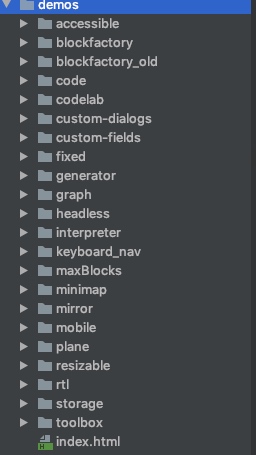 demos
accessible
blockfactory
blockfactory_old
code
codelab
custom-dialogs
custom-fields
fixed
generator
graph
headless
interpreter
keyboard_nav
maxBlocks
minimap
mirror
mobile
plane
resizable
rtl
storage
toolbox
index.html